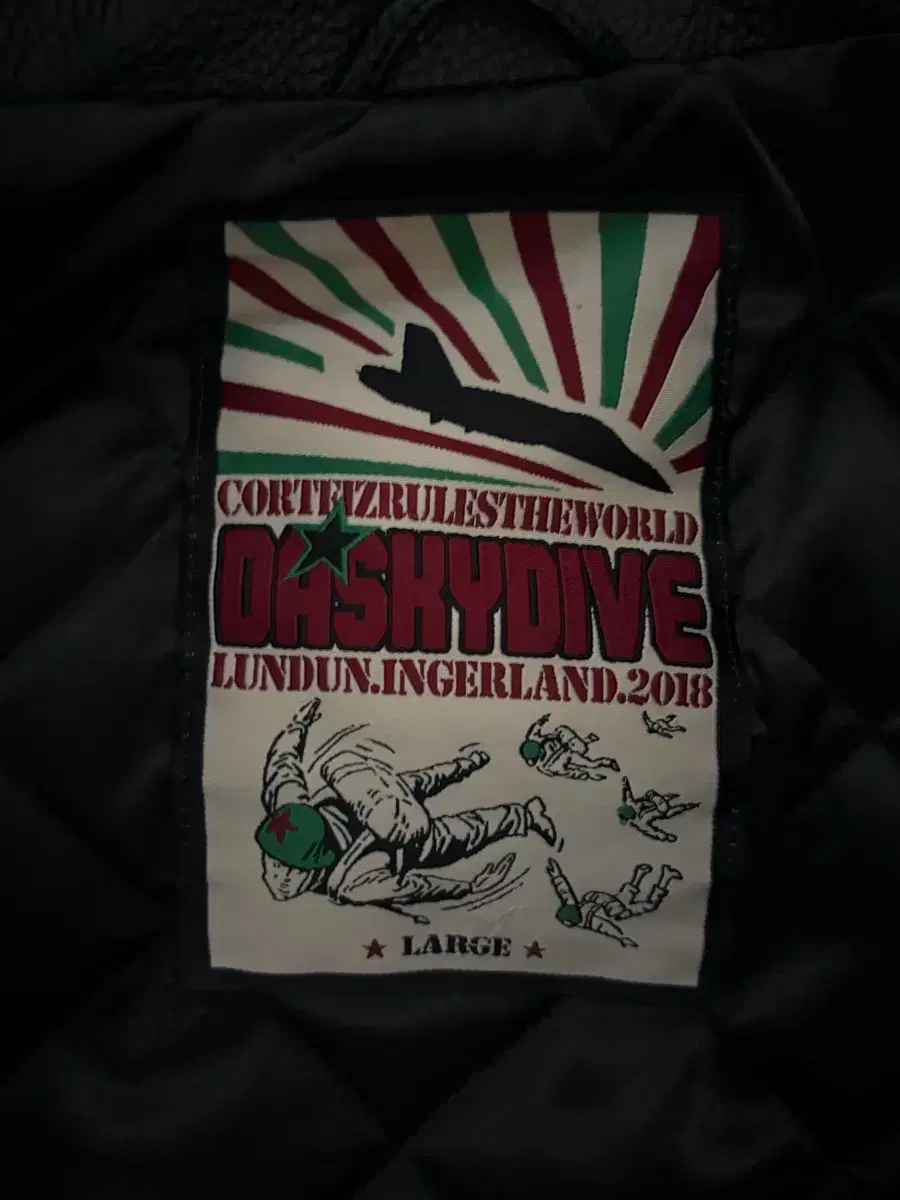 CORTEIZRULESTHEWORLD
DASKYDIVE
LUNDUN.INGERLAND.2018
LARGE